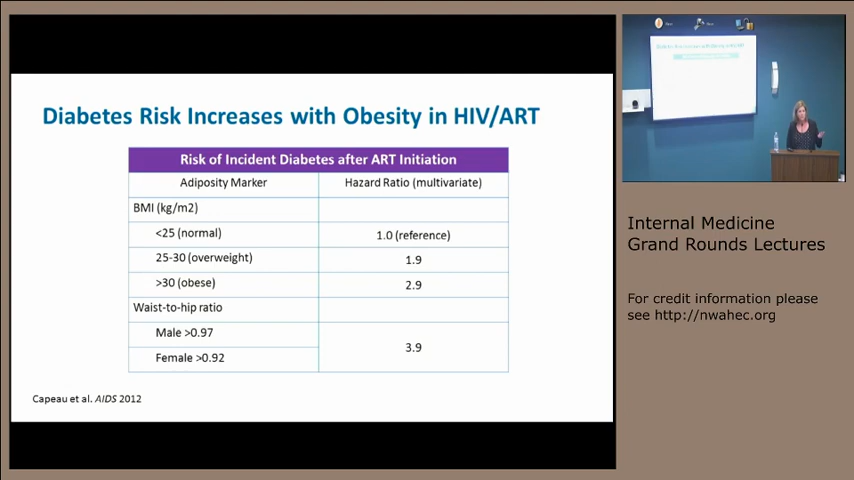 Diabetes Risk Increases with Obesity in HIV/ART
Risk of Incident Diabetes after ART Initiation
Adiposity Marker
Hazard Ratio (multivariate)
BMI (kg/m2)
<25 (normal)
1.0 (reference)
25-30 (overweight)
1.9
>30 (obese)
2.9
Waist-to-hip ratio
Male >0.97
Female >0.92
3.9
Capeau et al. AIDS 2012
Internal Medicine
Grand Rounds Lectures
For credit information please
see http://nwahec.org